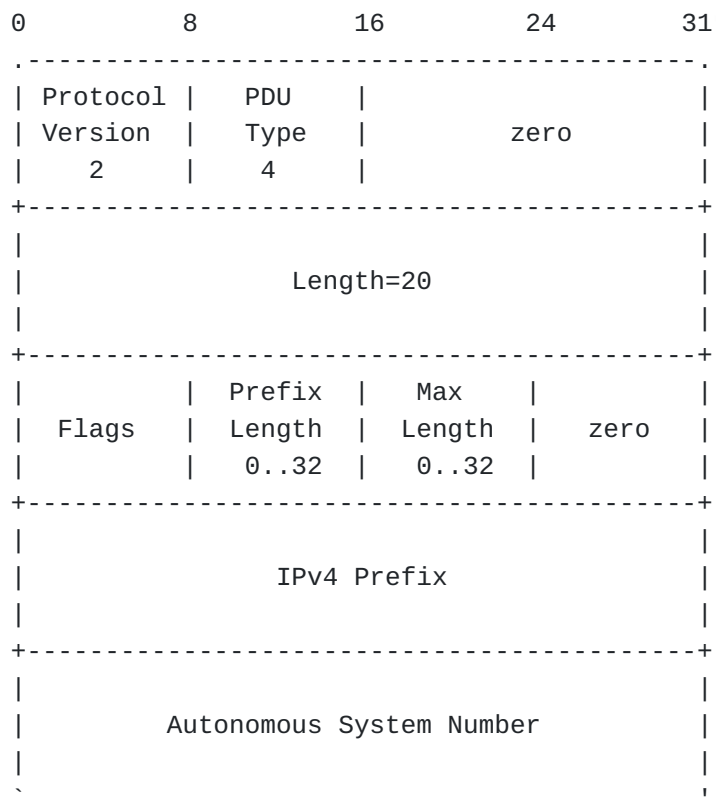 0 8 16 24 31
.-------------------------------------------.
| Protocol | PDU | |
| Version | Type | zero |
| 2 | 4 | |
+-------------------------------------------+
| |
| Length=20 |
| |
+-------------------------------------------+
| | Prefix | Max | |
| Flags | Length | Length | zero |
| | 0..32 | 0..32 | |
+-------------------------------------------+
| |
| IPv4 Prefix |
| |
+-------------------------------------------+
| |
| Autonomous System Number |
| |
` '